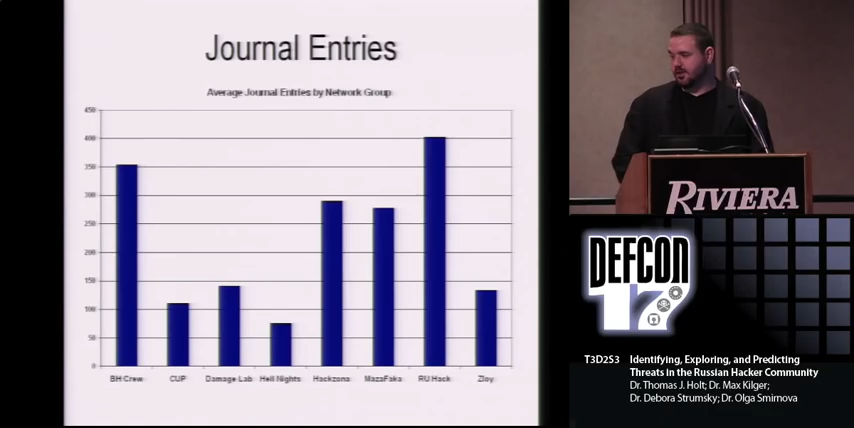 Journal Entries
Average Journal Entries by Network Group
450
400
350
300
250
200
150
100
50
0
BH Crew CUP Damage Lab Hell Nights Hackzona MazaFaka RU Hack Zloy
RIVIERA
DEFCON
17
T3D2S3 Identifying, Exploring, and Predicting
Threats in the Russian Hacker Community
Dr. Thomas J. Holt; Dr. Max Kilger;
Dr. Debora Strumsky; Dr. Olga Smirnova